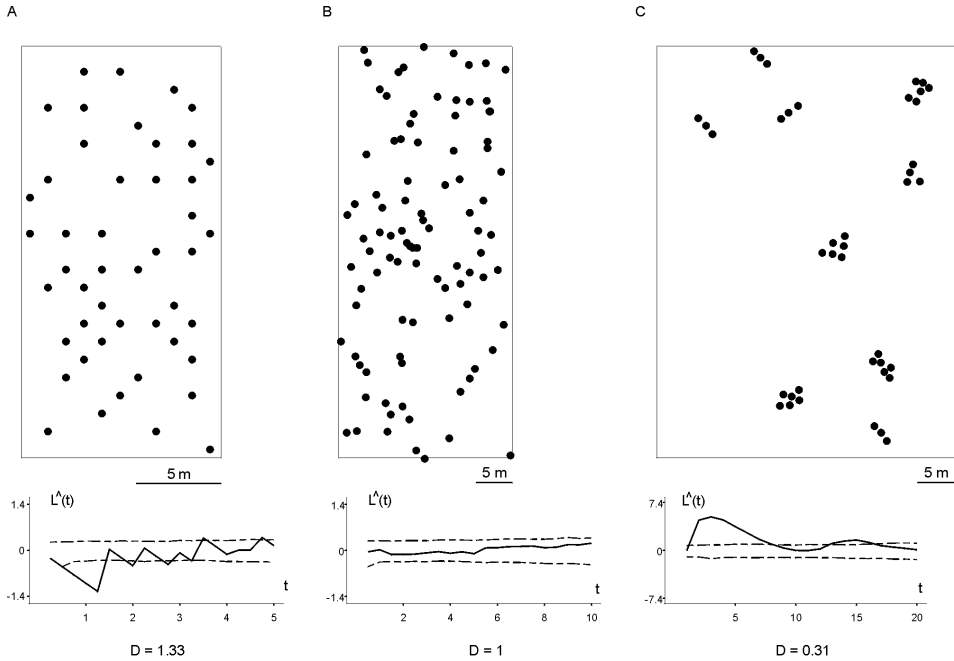 A B C
5 m 5 m 5 m
L^(t) L^(t) L^(t)
1.4 1.4 7.4
0 0 0
-1.4 -1.4 -7.4
t t t
1 2 3 4 5 2 4 6 8 10 5 10 15 20
D = 1.33 D = 1 D = 0.31